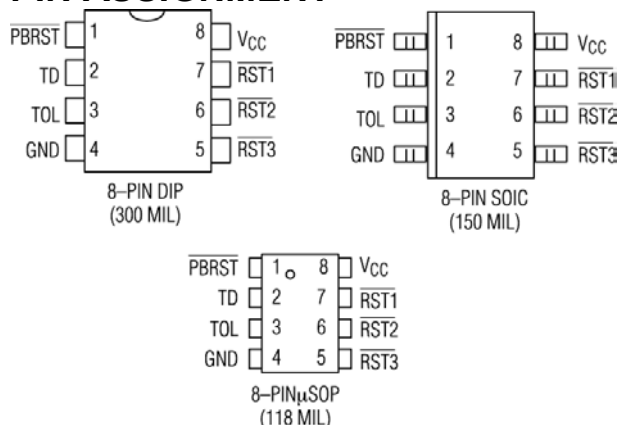 PIN ASSIGNMENT
PBRST 1 8 VCC
TD 2 7 RST1
TOL 3 6 RST2
GND 4 5 RST3
8–PIN DIP
(300 MIL)
PBRST 1 8 VCC
TD 2 7 RST1
TOL 3 6 RST2
GND 4 5 RST3
8–PIN SOIC
(150 MIL)
PBRST 1 8 VCC
TD 2 7 RST1
TOL 3 6 RST2
GND 4 5 RST3
8–PINμSOP
(118 MIL)